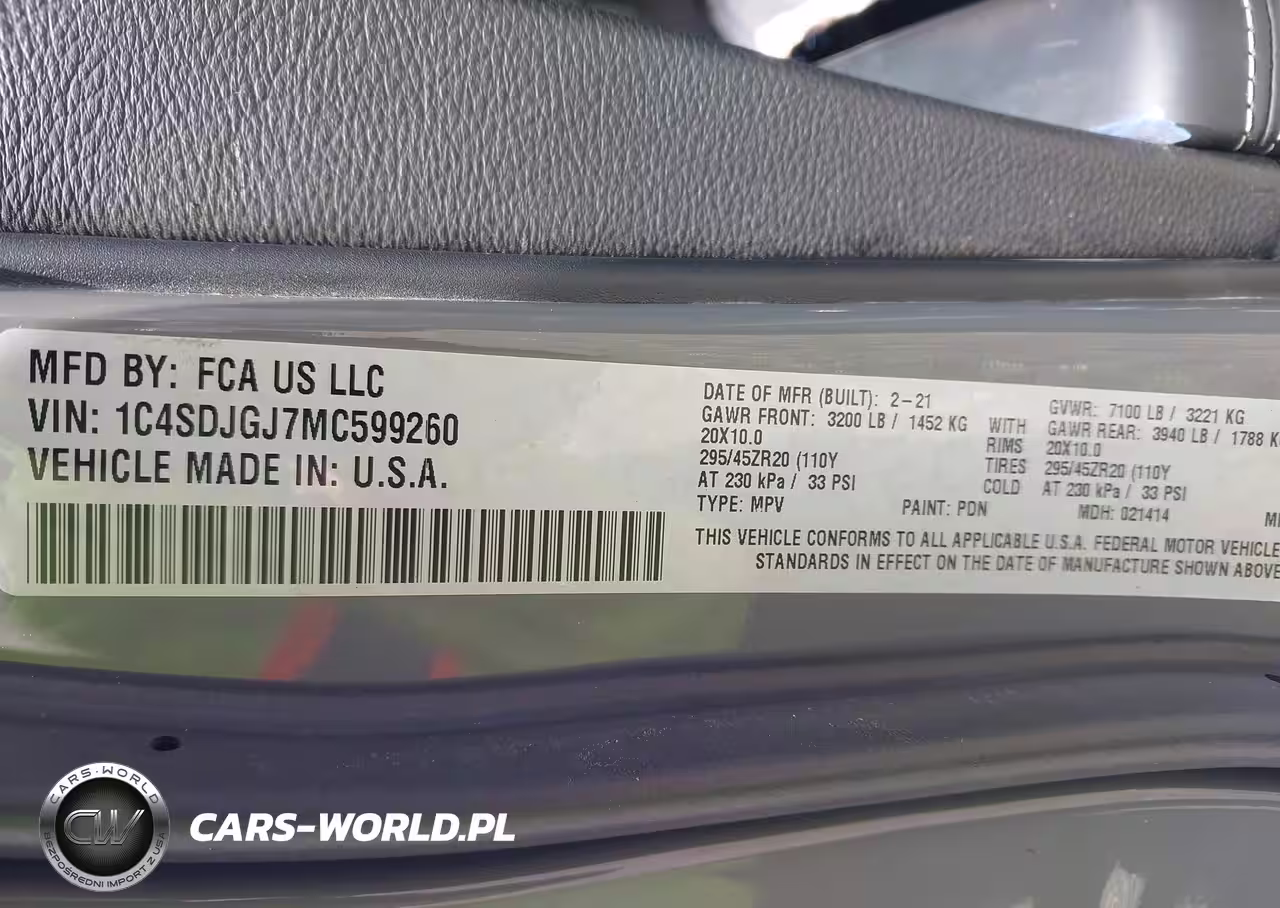 MFD BY: FCA US LLC
VIN: 1C4SDJGJ7MC599260
VEHICLE MADE IN: U.S.A.
DATE OF MFR (BUILT): 2-21
GVWR: 7100 LB / 3221 KG
GAWR FRONT: 3200 LB / 1452 KG WITH GAWR REAR: 3940 LB / 1788 KG
20X10.0 RIMS 20X10.0
295/45ZR20 (110Y TIRES 295/45ZR20 (110Y
AT 230 kPa / 33 PSI COLD AT 230 kPa / 33 PSI
TYPE: MPV PAINT: PDN MDH: 021414
THIS VEHICLE CONFORMS TO ALL APPLICABLE U.S.A. FEDERAL MOTOR VEHICLE
STANDARDS IN EFFECT ON THE DATE OF MANUFACTURE SHOWN ABOVE
CARS-WORLD
CW
BEZPOŚREDNI IMPORT Z USA
CARS-WORLD.PL